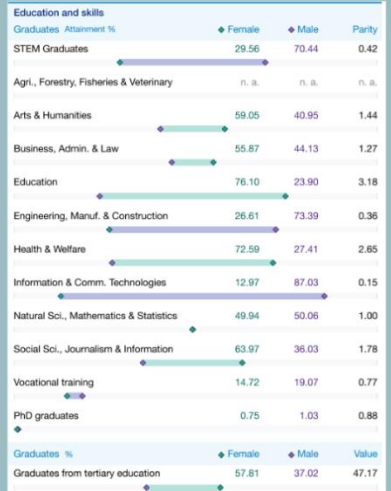 Education and skills
Graduates Attainment % Female Male Parity
STEM Graduates 29.56 70.44 0.42
Agri., Forestry, Fisheries & Veterinary n. a. n. a. n. a.
Arts & Humanities 59.05 40.95 1.44
Business, Admin. & Law 55.87 44.13 1.27
Education 76.10 23.90 3.18
Engineering, Manuf. & Construction 26.61 73.39 0.36
Health & Welfare 72.59 27.41 2.65
Information & Comm. Technologies 12.97 87.03 0.15
Natural Sci., Mathematics & Statistics 49.94 50.06 1.00
Social Sci., Journalism & Information 63.97 36.03 1.78
Vocational training 14.72 19.07 0.77
PhD graduates 0.75 1.03 0.88
Graduates % Female Male Value
Graduates from tertiary education 57.81 37.02 47.17